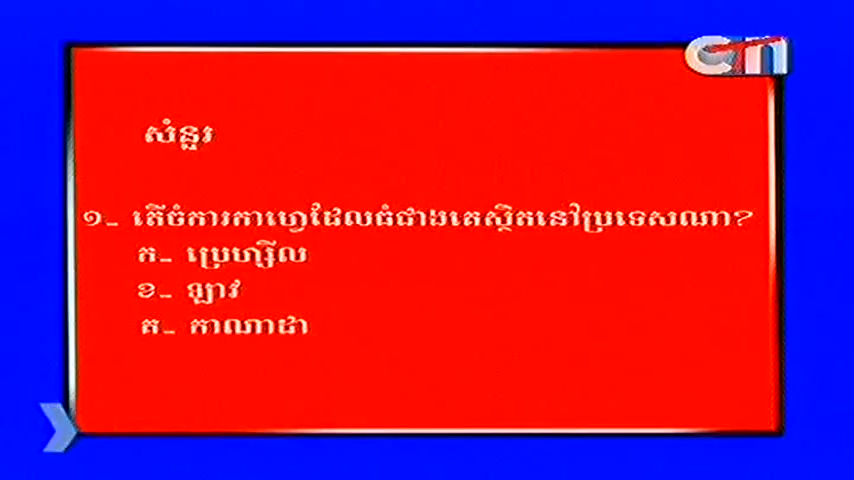 CTN
សំនួរ
១_ តើចំការកាហ្វេដែលធំជាងគេស្ថិតនៅប្រទេសណា?
ក_ ប្រេហ្ស៊ីល
ខ_ ឡាវ
គ_ កាណាដា